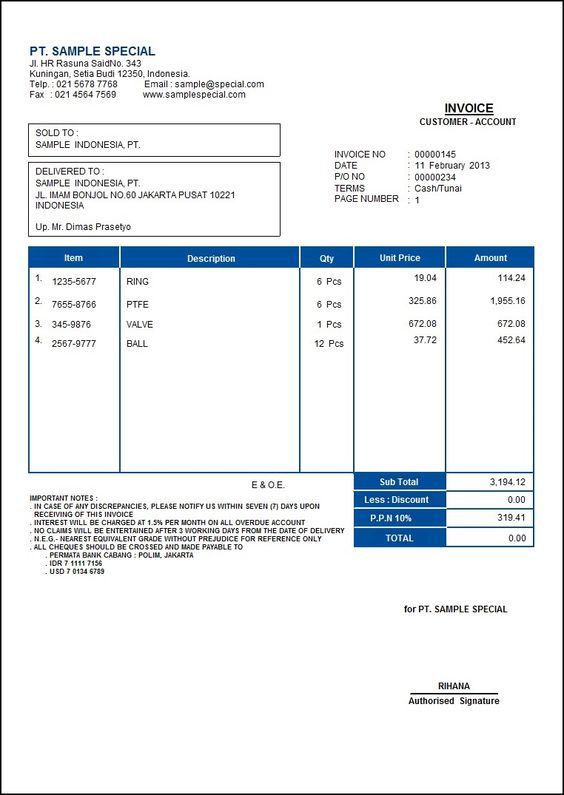 PT. SAMPLE SPECIAL
Jl. HR Rasuna SaidNo. 343
Kuningan, Setia Budi 12350, Indonesia.
Telp. : 021 5678 7768 Email : sample@special.com
Fax : 021 4564 7569 www.samplespecial.com
INVOICE
CUSTOMER - ACCOUNT
SOLD TO :
SAMPLE INDONESIA, PT.
DELIVERED TO :
SAMPLE INDONESIA, PT.
JL. IMAM BONJOL NO.60 JAKARTA PUSAT 10221
INDONESIA
Up. Mr. Dimas Prasetyo
INVOICE NO : 00000145
DATE : 11 February 2013
P/O NO : 00000234
TERMS : Cash/Tunai
PAGE NUMBER : 1
Item Description Qty Unit Price Amount
1. 1235-5677 RING 6 Pcs 19.04 114.24
2. 7655-8766 PTFE 6 Pcs 325.86 1,955.16
3. 345-9876 VALVE 1 Pcs 672.08 672.08
4. 2567-9777 BALL 12 Pcs 37.72 452.64
E & O.E.
Sub Total 3,194.12
Less : Discount 0.00
P.P.N 10% 319.41
TOTAL 0.00
IMPORTANT NOTES :
. IN CASE OF ANY DISCREPANCIES, PLEASE NOTIFY US WITHIN SEVEN (7) DAYS UPON
RECEIVING OF THIS INVOICE
. INTEREST WILL BE CHARGED AT 1.5% PER MONTH ON ALL OVERDUE ACCOUNT
. NO CLAIMS WILL BE ENTERTAINED AFTER 3 WORKING DAYS FROM THE DATE OF DELIVERY
. N.E.G.- NEAREST EQUIVALENT GRADE WITHOUT PREJUDICE FOR REFERENCE ONLY
. ALL CHEQUES SHOULD BE CROSSED AND MADE PAYABLE TO
. PERMATA BANK CABANG : POLIM, JAKARTA
. IDR 7 1111 7156
. USD 7 0134 6789
for PT. SAMPLE SPECIAL
RIHANA
Authorised Signature